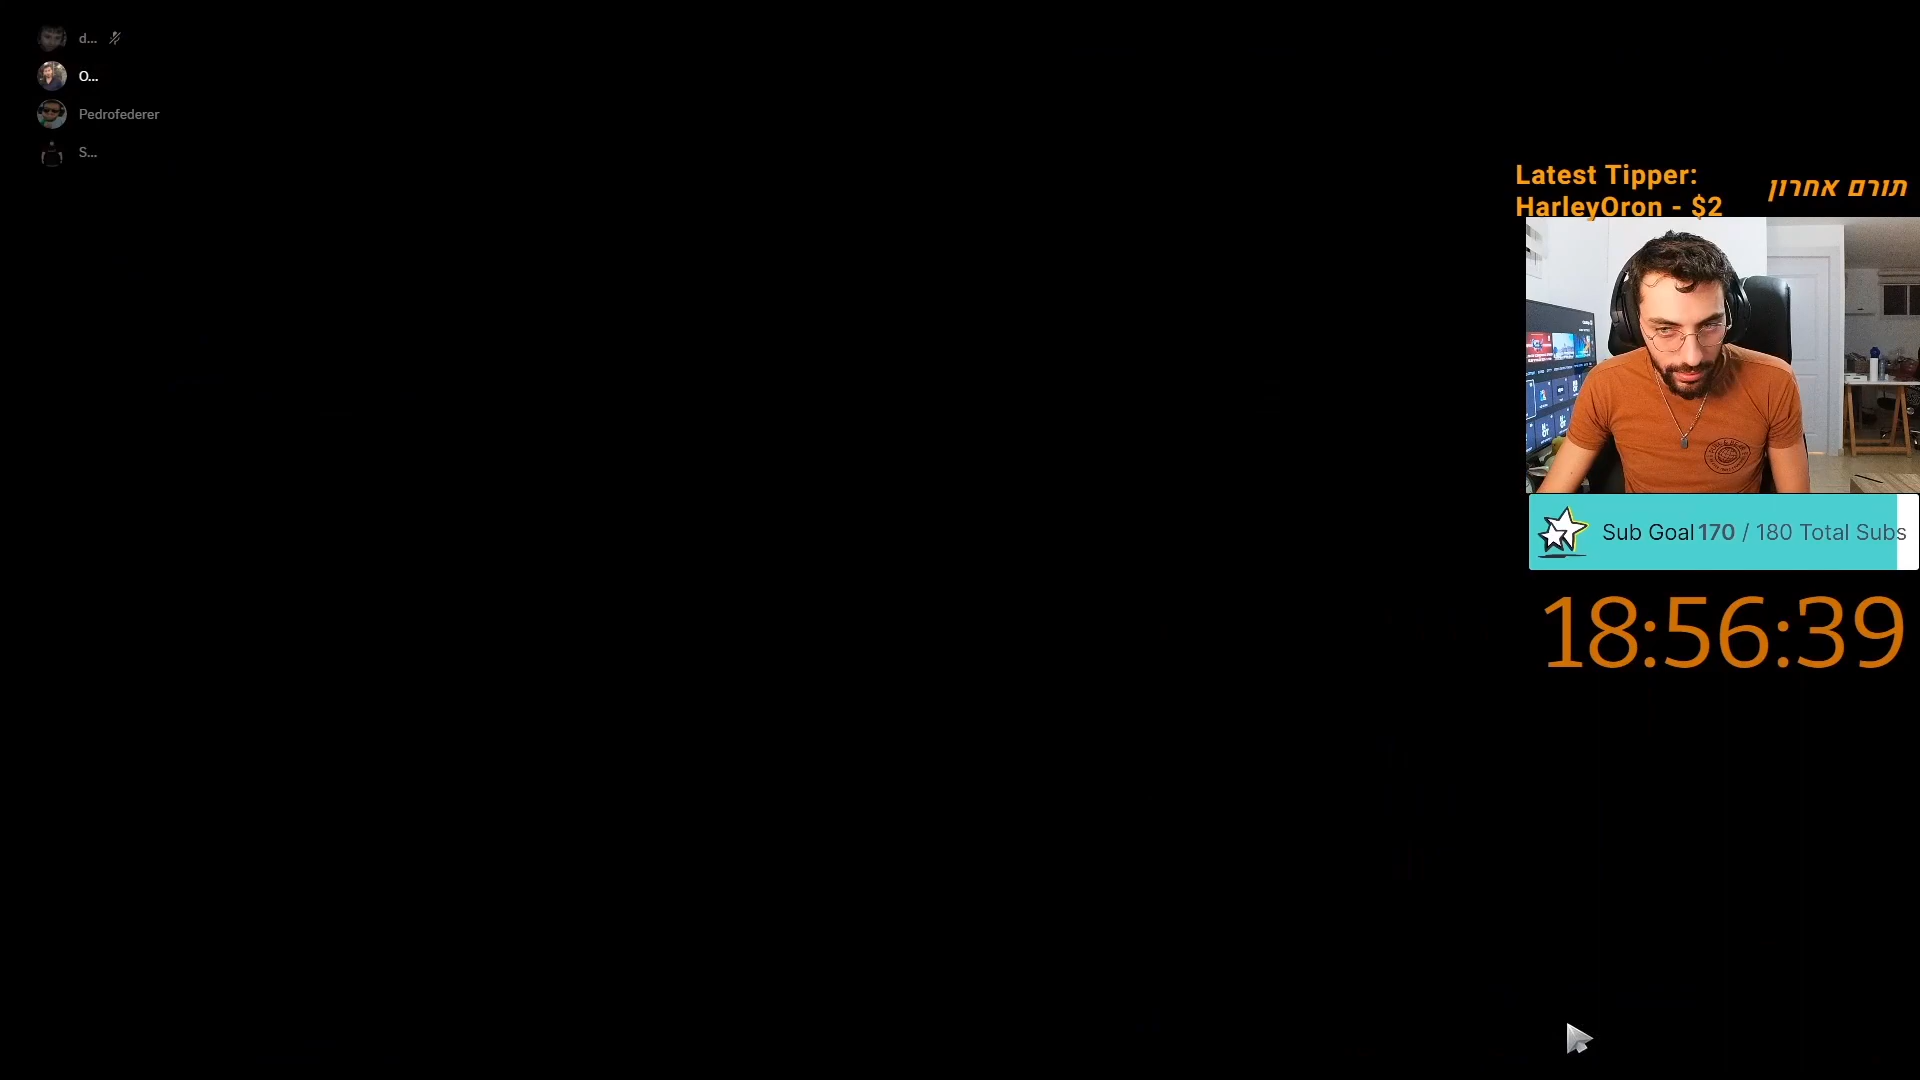 d...
O...
Pedrofederer
S...
Latest Tipper:
HarleyOron - $2
תורם אחרון
Sub Goal 170 / 180 Total Subs
18:56:39